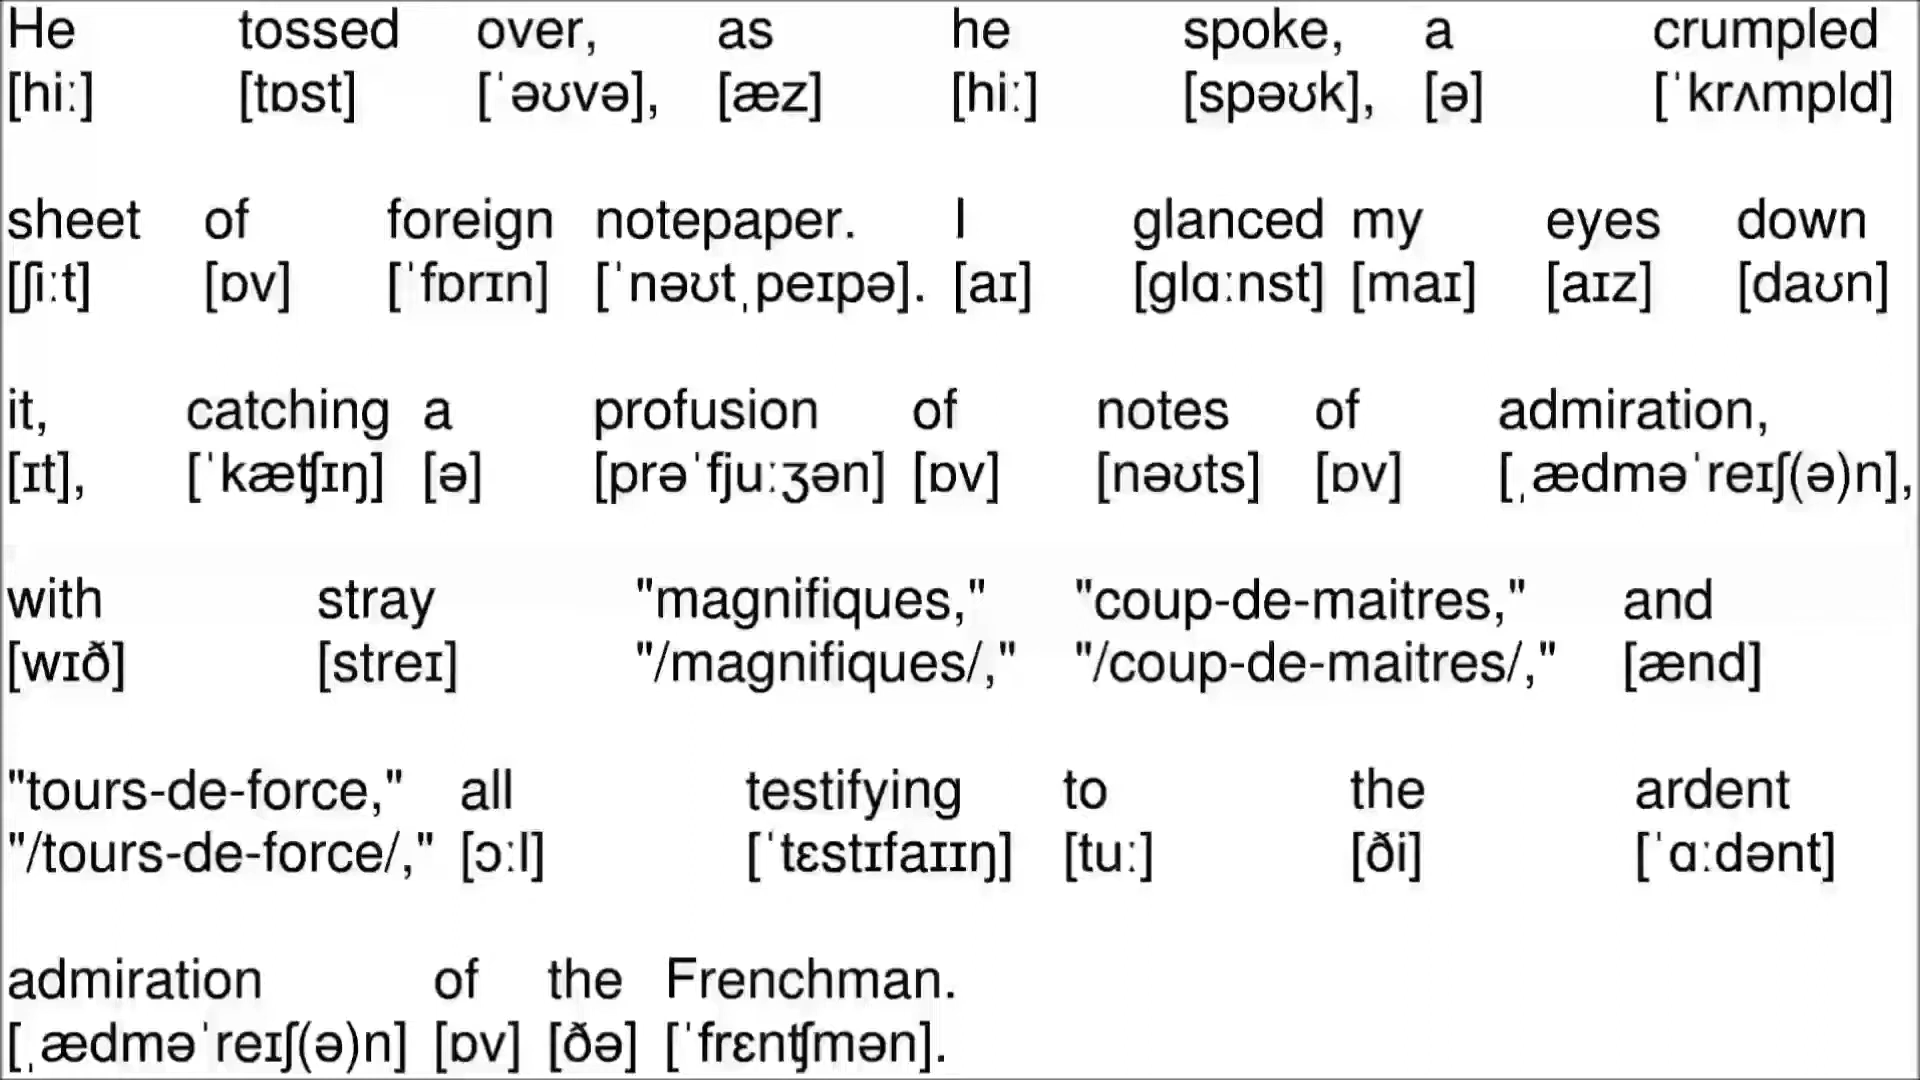 He tossed over, as he spoke, a crumpled
[hiː] [tɒst] [ˈəʊvə], [æz] [hiː] [spəʊk], [ə] [ˈkrʌmpld]
sheet of foreign notepaper. I glanced my eyes down
[ʃiːt] [ɒv] [ˈfɒrɪn] [ˈnəʊtˌpeɪpə]. [aɪ] [glɑːnst] [maɪ] [aɪz] [daʊn]
it, catching a profusion of notes of admiration,
[ɪt], [ˈkæʧɪŋ] [ə] [prəˈfjuːʒən] [ɒv] [nəʊts] [ɒv] [ˌædməˈreɪʃ(ə)n],
with stray "magnifiques," "coup-de-maitres," and
[wɪð] [streɪ] "/magnifiques/," "/coup-de-maitres/," [ænd]
"tours-de-force," all testifying to the ardent
"/tours-de-force/," [ɔːl] [ˈtɛstɪfaɪɪŋ] [tuː] [ði] [ˈɑːdənt]
admiration of the Frenchman.
[ˌædməˈreɪʃ(ə)n] [ɒv] [ðə] [ˈfrɛnʧmən].